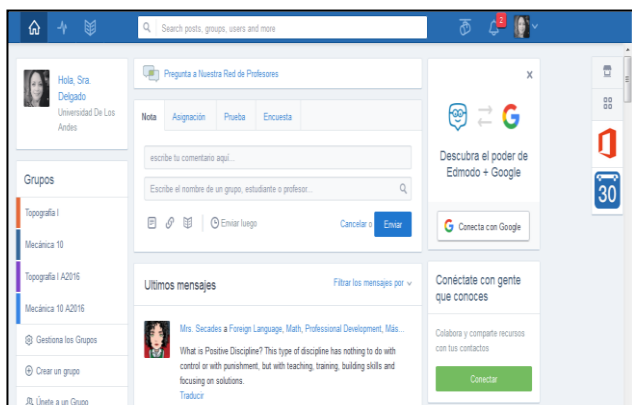 Search posts, groups, users and more
2
Hola, Sra.
Delgado
Universidad De Los
Andes
Grupos
Topografía I
Mecánica 10
Topografía I A2016
Mecánica 10 A2016
Gestiona los Grupos
Crear un grupo
Únete a un Grupo
Pregunta a Nuestra Red de Profesores
Nota Asignación Prueba Encuesta
escribe tu comentario aquí...
Escribe el nombre de un grupo, estudiante o profesor...
Enviar luego
Cancelar o Enviar
Ultimos mensajes
Filtrar los mensajes por
Mrs. Secades a Foreign Language, Math, Professional Development, Más...
What is Positive Discipline? This type of discipline has nothing to do with
control or with punishment, but with teaching, training, building skills and
focusing on solutions.
Traducir
X
G
Descubra el poder de
Edmodo + Google
G Conecta con Google
Conéctate con gente
que conoces
Colabora y comparte recursos
con tus contactos
Conectar
30